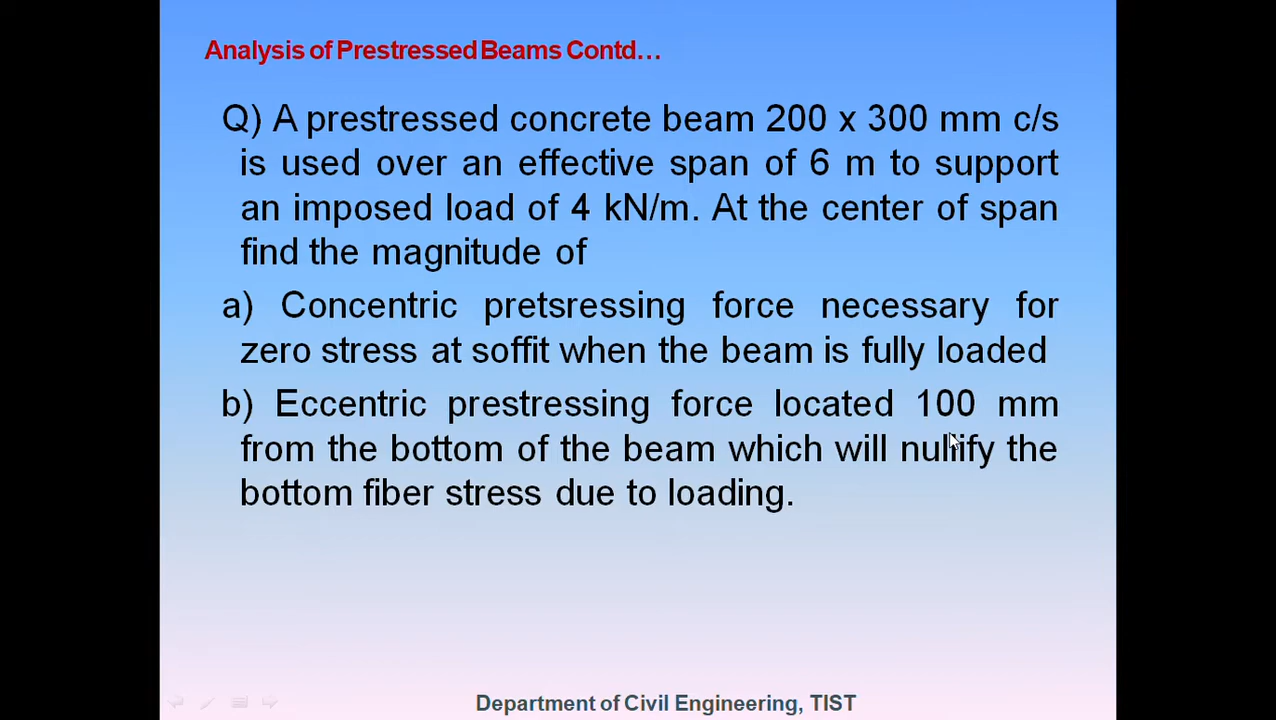 Analysis of Prestressed Beams Contd…
Q) A prestressed concrete beam 200 x 300 mm c/s
is used over an effective span of 6 m to support
an imposed load of 4 kN/m. At the center of span
find the magnitude of
a) Concentric pretsressing force necessary for
zero stress at soffit when the beam is fully loaded
b) Eccentric prestressing force located 100 mm
from the bottom of the beam which will nullify the
bottom fiber stress due to loading.
Department of Civil Engineering, TIST